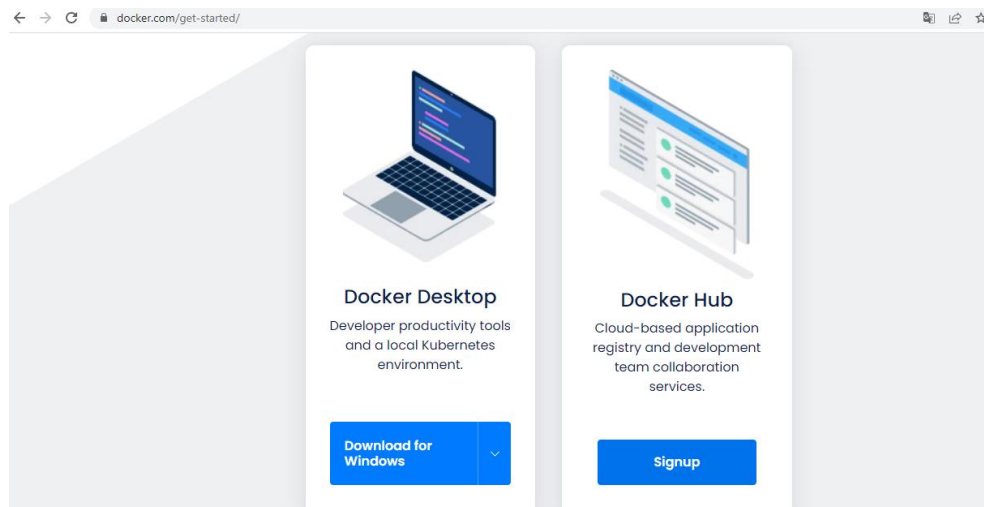 docker.com/get-started/
Docker Desktop
Developer productivity tools
and a local Kubernetes
environment.
Download for
Windows
Docker Hub
Cloud-based application
registry and development
team collaboration
services.
Signup